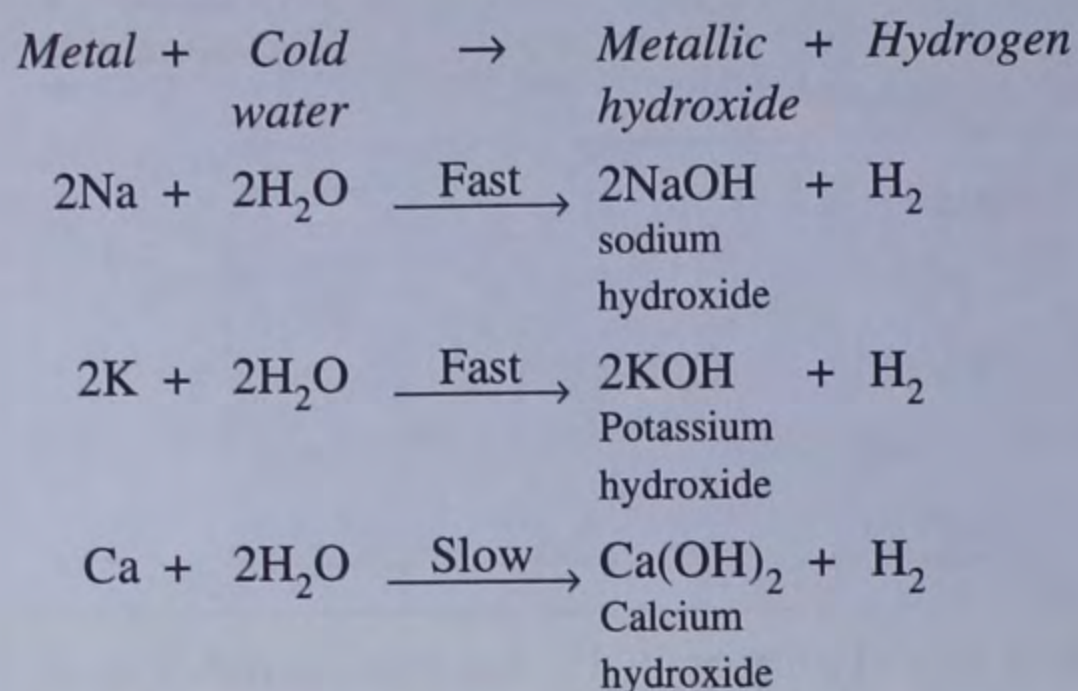 Metal + Cold → Metallic + Hydrogen
water hydroxide
2Na + 2H₂O Fast→ 2NaOH + H₂
sodium
hydroxide
2K + 2H₂O Fast→ 2KOH + H₂
Potassium
hydroxide
Ca + 2H₂O Slow→ Ca(OH)₂ + H₂
Calcium
hydroxide